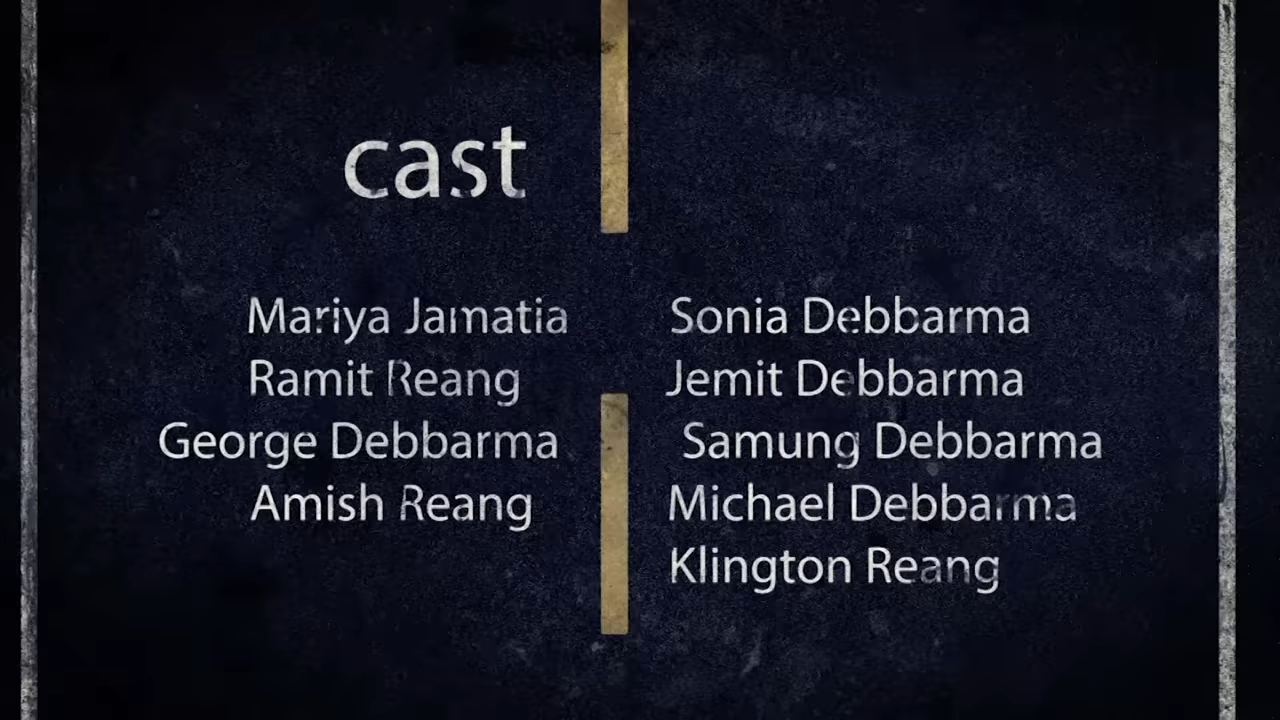 cast
Mariya Jamatia
Ramit Reang
George Debbarma
Amish Reang
Sonia Debbarma
Jemit Debbarma
Samung Debbarma
Michael Debbarma
Klington Reang